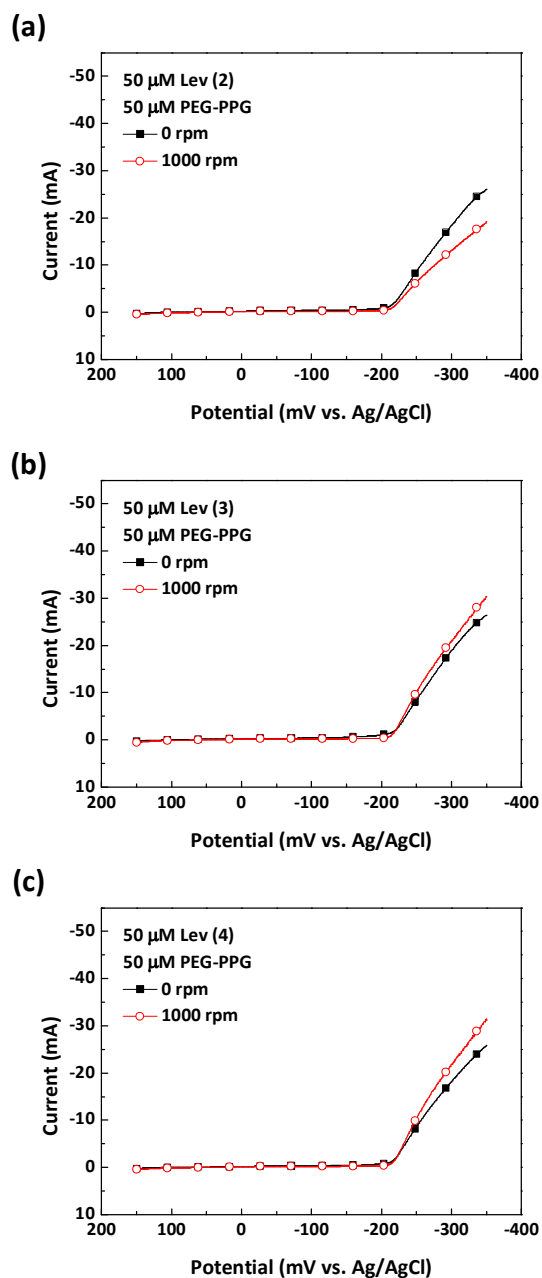 (a)
50 μM Lev (2)
50 μM PEG-PPG
0 rpm
1000 rpm
-50
-40
-30
-20
-10
0
10
Current (mA)
200 100 0 -100 -200 -300 -400
Potential (mV vs. Ag/AgCl)
(b)
50 μM Lev (3)
50 μM PEG-PPG
0 rpm
1000 rpm
-50
-40
-30
-20
-10
0
10
Current (mA)
200 100 0 -100 -200 -300 -400
Potential (mV vs. Ag/AgCl)
(c)
50 μM Lev (4)
50 μM PEG-PPG
0 rpm
1000 rpm
-50
-40
-30
-20
-10
0
10
Current (mA)
200 100 0 -100 -200 -300 -400
Potential (mV vs. Ag/AgCl)